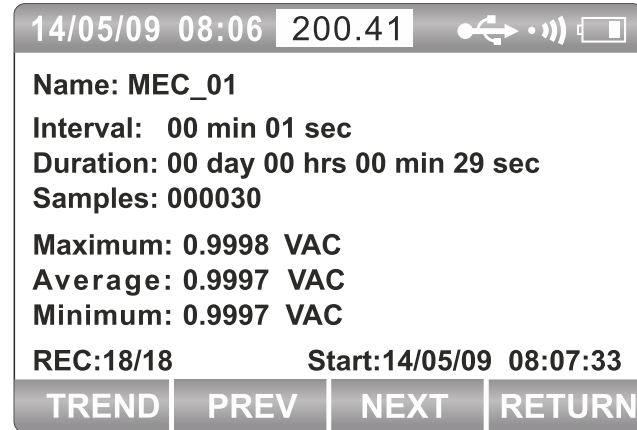 14/05/09 08:06 200.41
Name: MEC_01
Interval: 00 min 01 sec
Duration: 00 day 00 hrs 00 min 29 sec
Samples: 000030
Maximum: 0.9998 VAC
Average: 0.9997 VAC
Minimum: 0.9997 VAC
REC:18/18 Start:14/05/09 08:07:33
TREND PREV NEXT RETURN